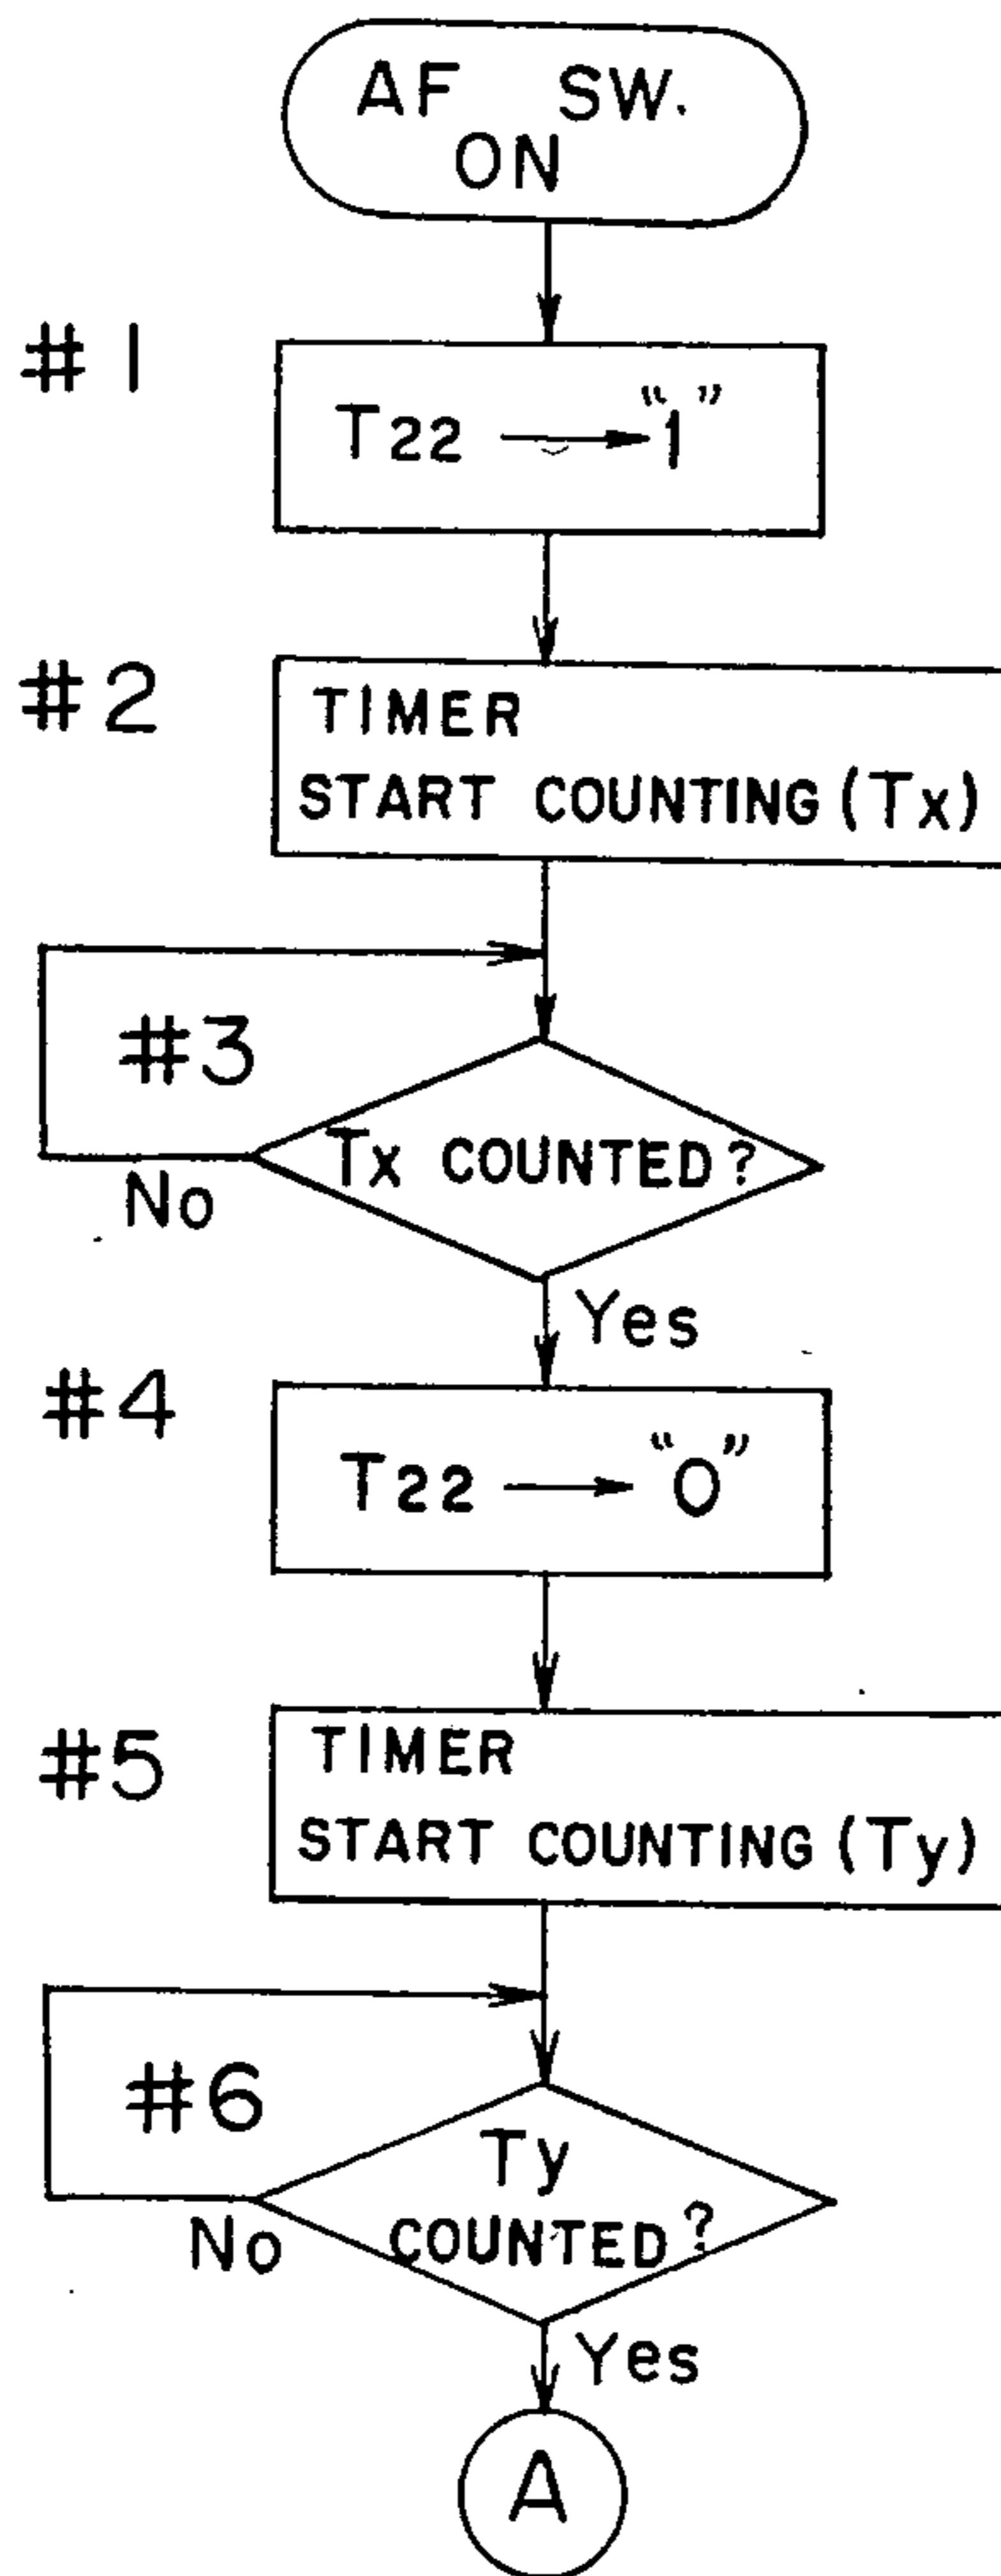 AF SW.
ON
#1
T22 → “1”
#2
TIMER
START COUNTING (Tx)
#3
Tx COUNTED?
No
Yes
#4
T22 → “0”
#5
TIMER
START COUNTING (Ty)
#6
Ty
COUNTED?
No
Yes
A